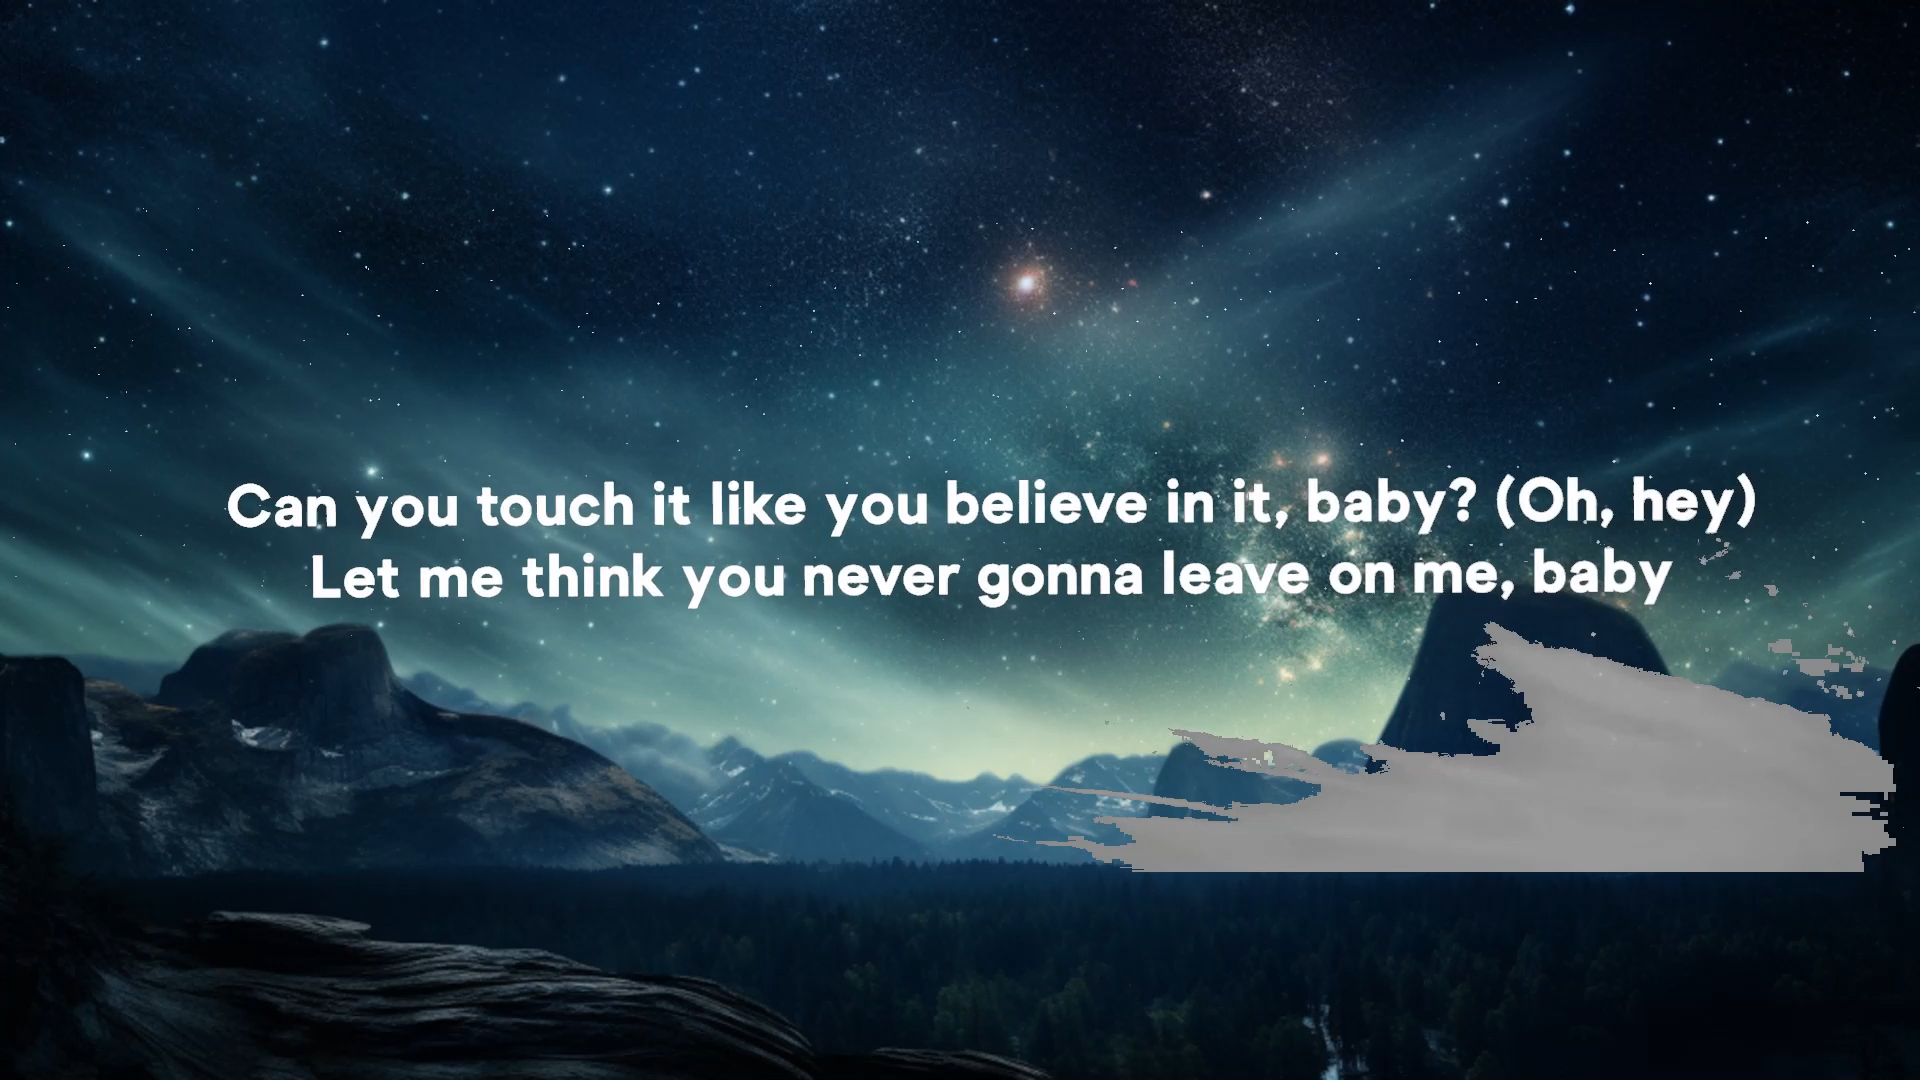 Can you touch it like you believe in it, baby? (Oh, hey)
Let me think you never gonna leave on me, baby